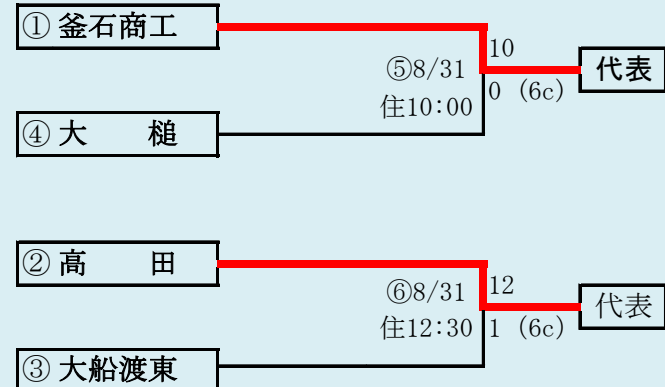 ① 釜石商工
10
⑤8/31
代表
0 (6c)
住10:00
④ 大 槌
② 高 田
⑥8/31
12
代表
住12:30
1 (6c)
③ 大船渡東